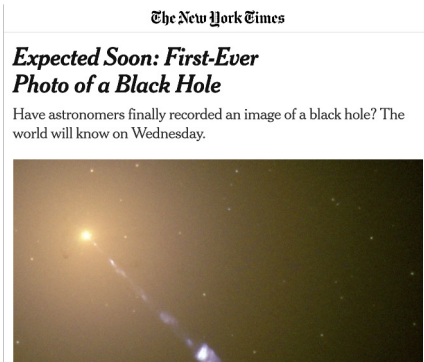 The New York Times
Expected Soon: First-Ever
Photo of a Black Hole
Have astronomers finally recorded an image of a black hole? The
world will know on Wednesday.